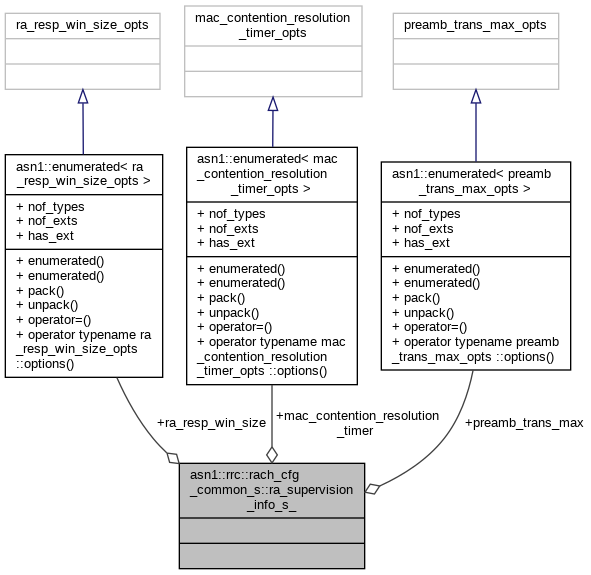 ra_resp_win_size_opts
mac_contention_resolution
_timer_opts
preamb_trans_max_opts
asn1::enumerated< ra
_resp_win_size_opts >
+ nof_types
+ nof_exts
+ has_ext
+ enumerated()
+ enumerated()
+ pack()
+ unpack()
+ operator=()
+ operator typename ra
_resp_win_size_opts
::options()
asn1::enumerated< mac
_contention_resolution
_timer_opts >
+ nof_types
+ nof_exts
+ has_ext
+ enumerated()
+ enumerated()
+ pack()
+ unpack()
+ operator=()
+ operator typename mac
_contention_resolution
_timer_opts ::options()
asn1::enumerated< preamb
_trans_max_opts >
+ nof_types
+ nof_exts
+ has_ext
+ enumerated()
+ enumerated()
+ pack()
+ unpack()
+ operator=()
+ operator typename preamb
_trans_max_opts ::options()
+ra_resp_win_size
+mac_contention_resolution
_timer
+preamb_trans_max
asn1::rrc::rach_cfg
_common_s::ra_supervision
_info_s_